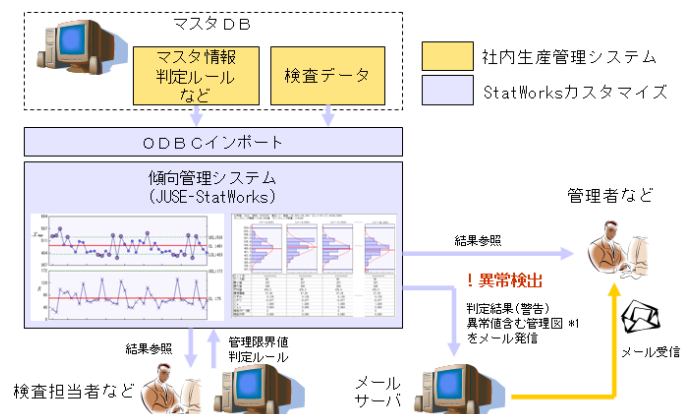 マスタＤＢ
マスタ情報
判定ルール
など
検査データ
社内生産管理システム
StatWorksカスタマイズ
ＯＤＢＣインポート
傾向管理システム
(JUSE-StatWorks)
管理者など
結果参照
！異常検出
判定結果(警告)
異常値含む管理図 *1
をメール発信
メール受信
結果参照
管理限界値
判定ルール
検査担当者など
メール
サーバ